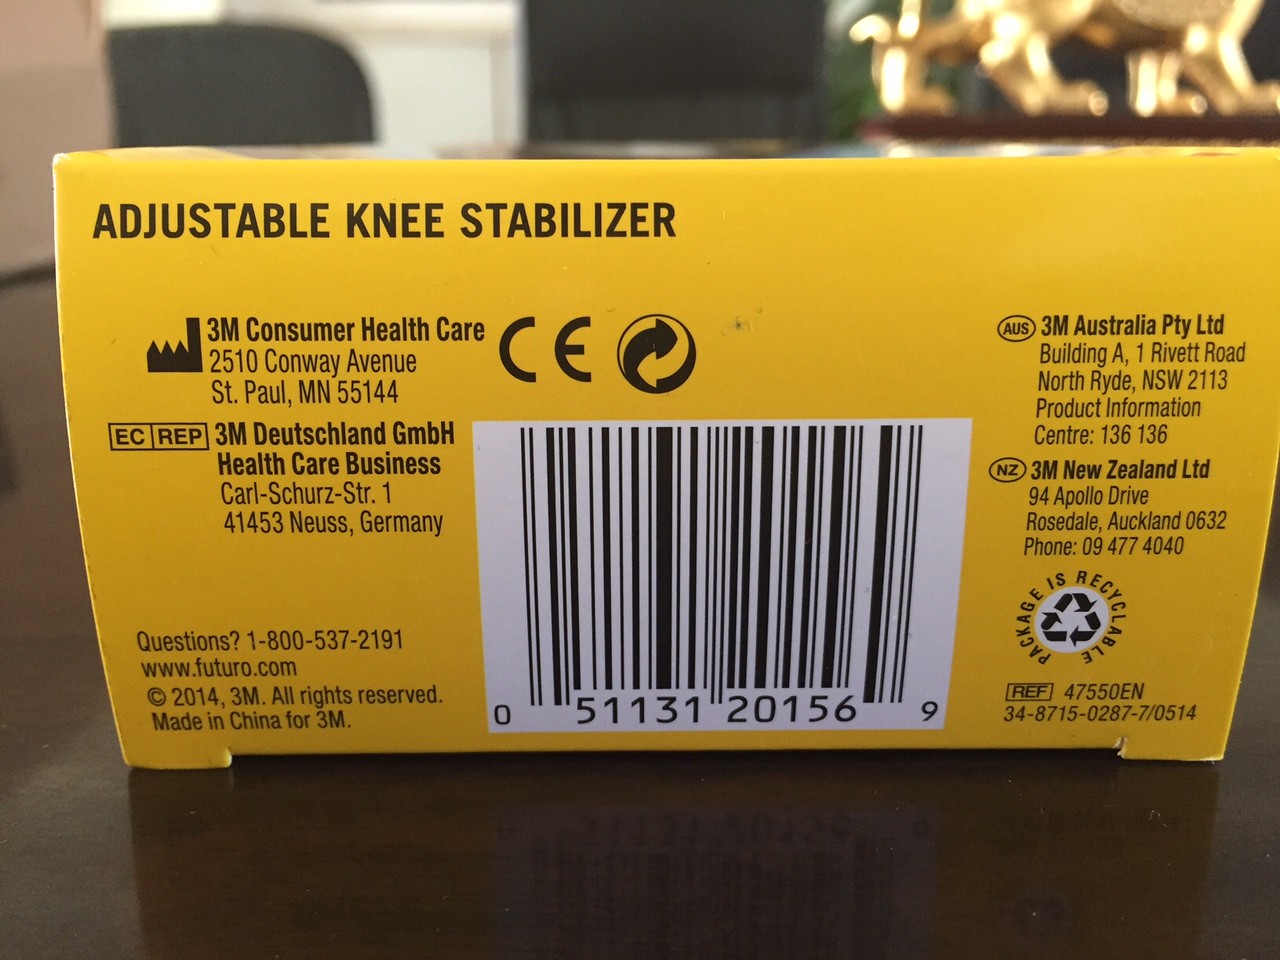 ADJUSTABLE KNEE STABILIZER
3M Consumer Health Care
2510 Conway Avenue
St. Paul, MN 55144
CE
EC REP 3M Deutschland GmbH
Health Care Business
Carl-Schurz-Str. 1
41453 Neuss, Germany
Questions? 1-800-537-2191
www.futuro.com
© 2014, 3M. All rights reserved.
Made in China for 3M.
0 51131 20156 9
AUS 3M Australia Pty Ltd
Building A, 1 Rivett Road
North Ryde, NSW 2113
Product Information
Centre: 136 136
NZ 3M New Zealand Ltd
94 Apollo Drive
Rosedale, Auckland 0632
Phone: 09 477 4040
PACKAGE IS RECYCLABLE
REF 47550EN
34-8715-0287-7/0514